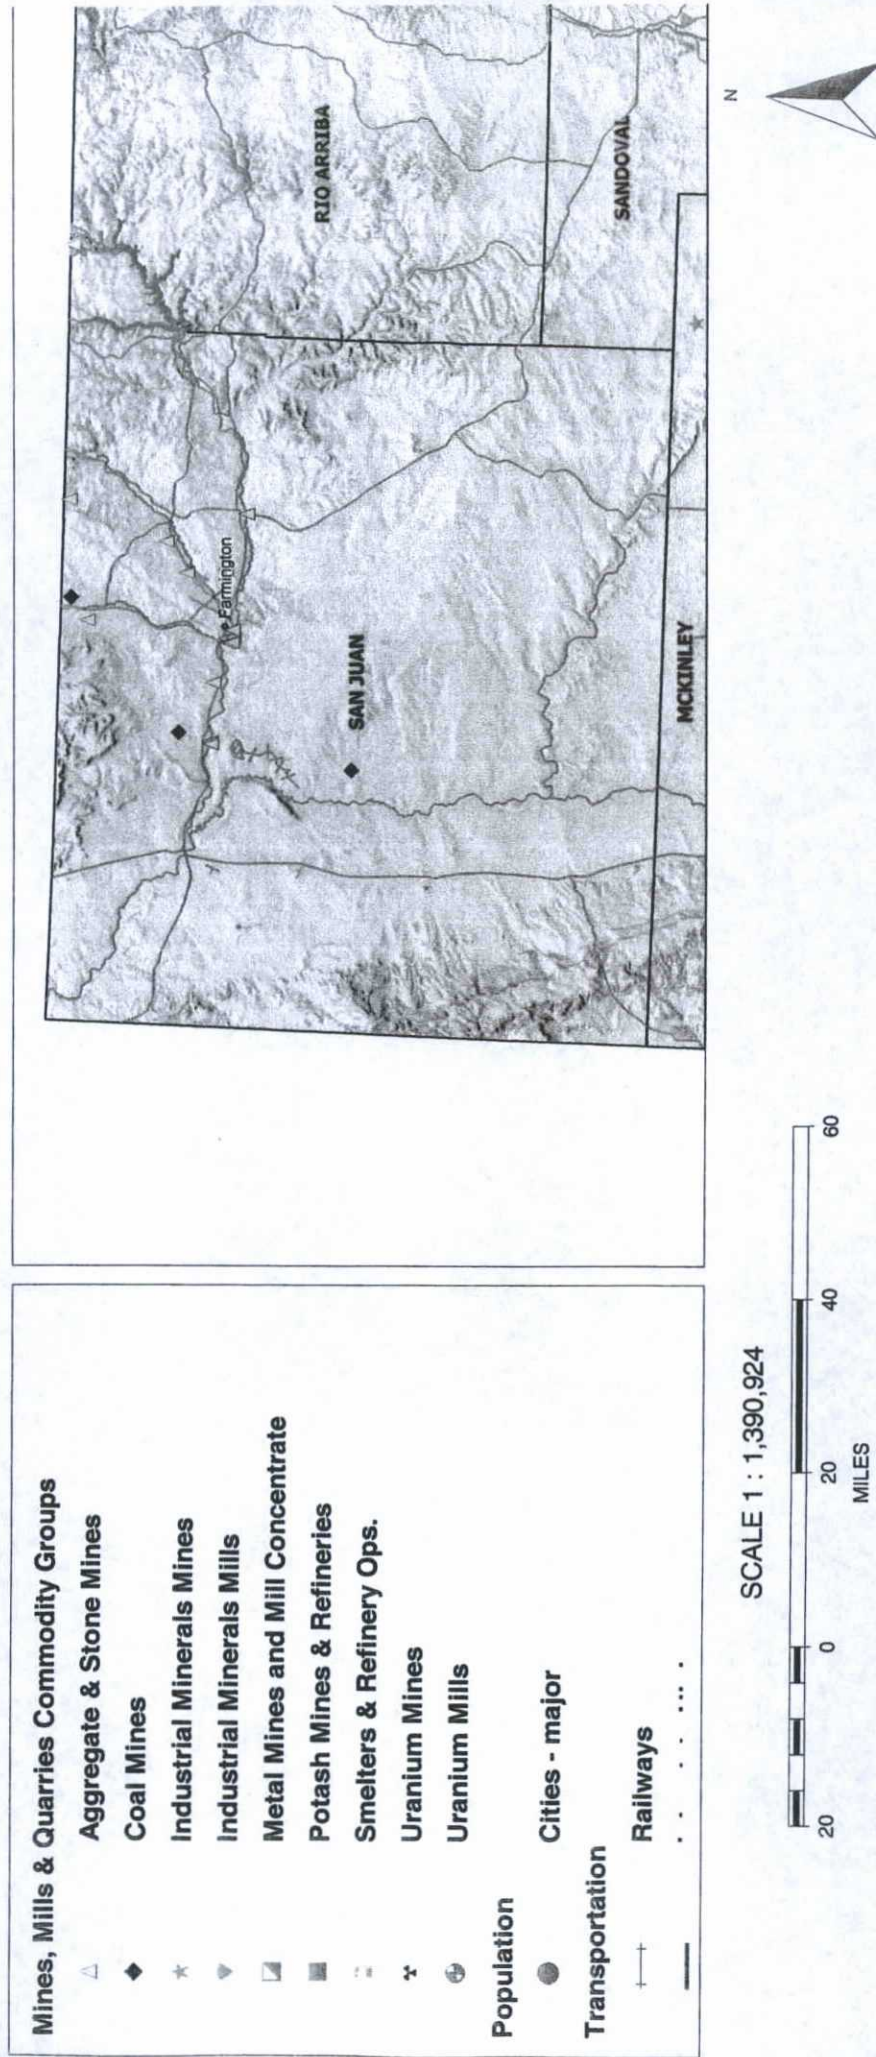 Mines, Mills & Quarries Commodity Groups
Aggregate & Stone Mines
Coal Mines
Industrial Minerals Mines
Industrial Minerals Mills
Metal Mines and Mill Concentrate
Potash Mines & Refineries
Smelters & Refinery Ops.
Uranium Mines
Uranium Mills
Population
Cities - major
Transportation
Railways
Farmington
RIO ARRIBA
SAN JUAN
SANDOVAL
MCKINLEY
SCALE 1 : 1,390,924
20 0 20 40 60
MILES
N